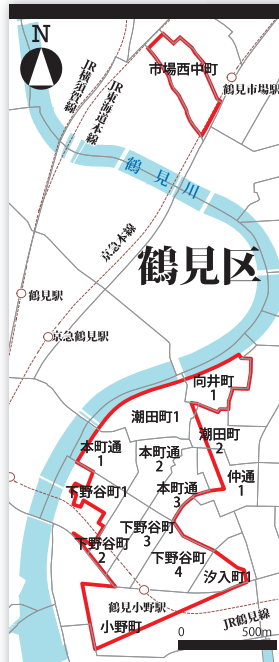 N
市場西中町
JR横須賀線
JR東海道本線
鶴見市場駅
鶴見川
京急本線
鶴見区
鶴見駅
京急鶴見駅
向井町
1
潮田町1
潮田町
2
本町通
1
本町通
2
仲通
1
下野谷町1
本町通
3
下野谷町
3
下野谷町
2
下野谷町
4
汐入町1
鶴見小野駅
小野町
JR鶴見線
0 500m